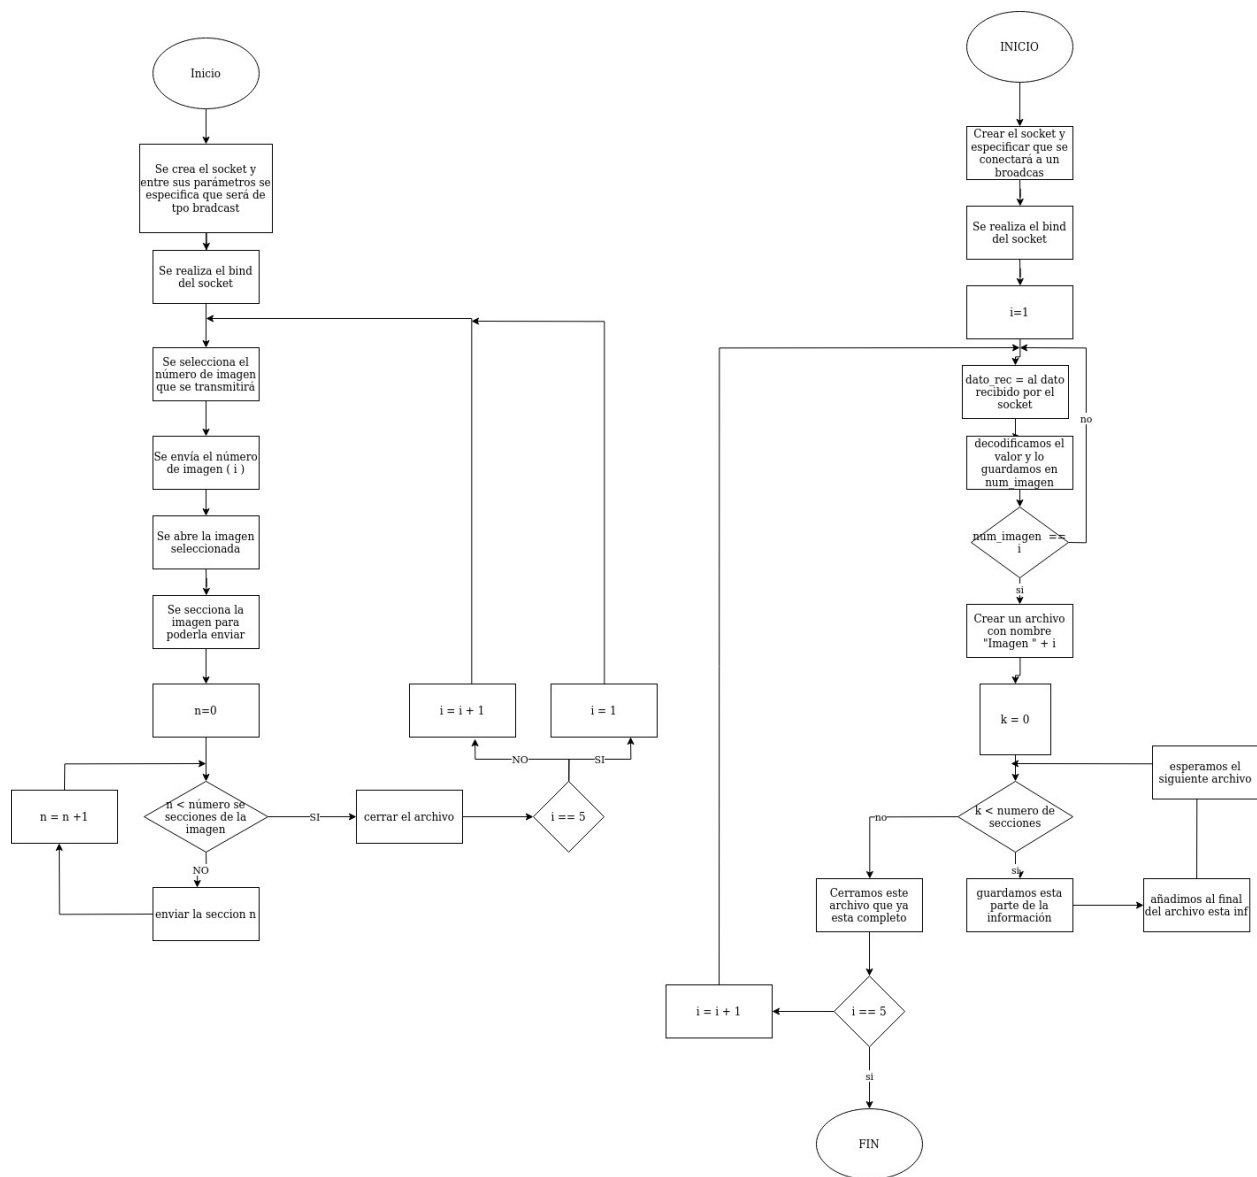 Inicio
Se crea el socket y
entre sus parámetros se
especifica que será de
tpo bradcast
Se realiza el bind
del socket
Se selecciona el
número de imagen
que se transmitirá
Se envía el número
de imagen ( i )
Se abre la imagen
seleccionada
Se secciona la
imagen para
poderla enviar
n=0
n < número se
secciones de la
imagen
n = n +1
NO
enviar la seccion n
SI
cerrar el archivo
i == 5
NO
SI
i = i + 1
i = 1
INICIO
Crear el socket y
especificar que se
conectará a un
broadcas
Se realiza el bind
del socket
i=1
dato_rec = al dato
recibido por el
socket
decodificamos el
valor y lo
guardamos en
num_imagen
num_imagen ==
i
no
si
Crear un archivo
con nombre
"Imagen " + i
k = 0
k < numero de
secciones
si
guardamos esta
parte de la
información
añadimos al final
del archivo esta inf
esperamos el
siguiente archivo
no
Cerramos este
archivo que ya
esta completo
i == 5
i = i + 1
si
FIN